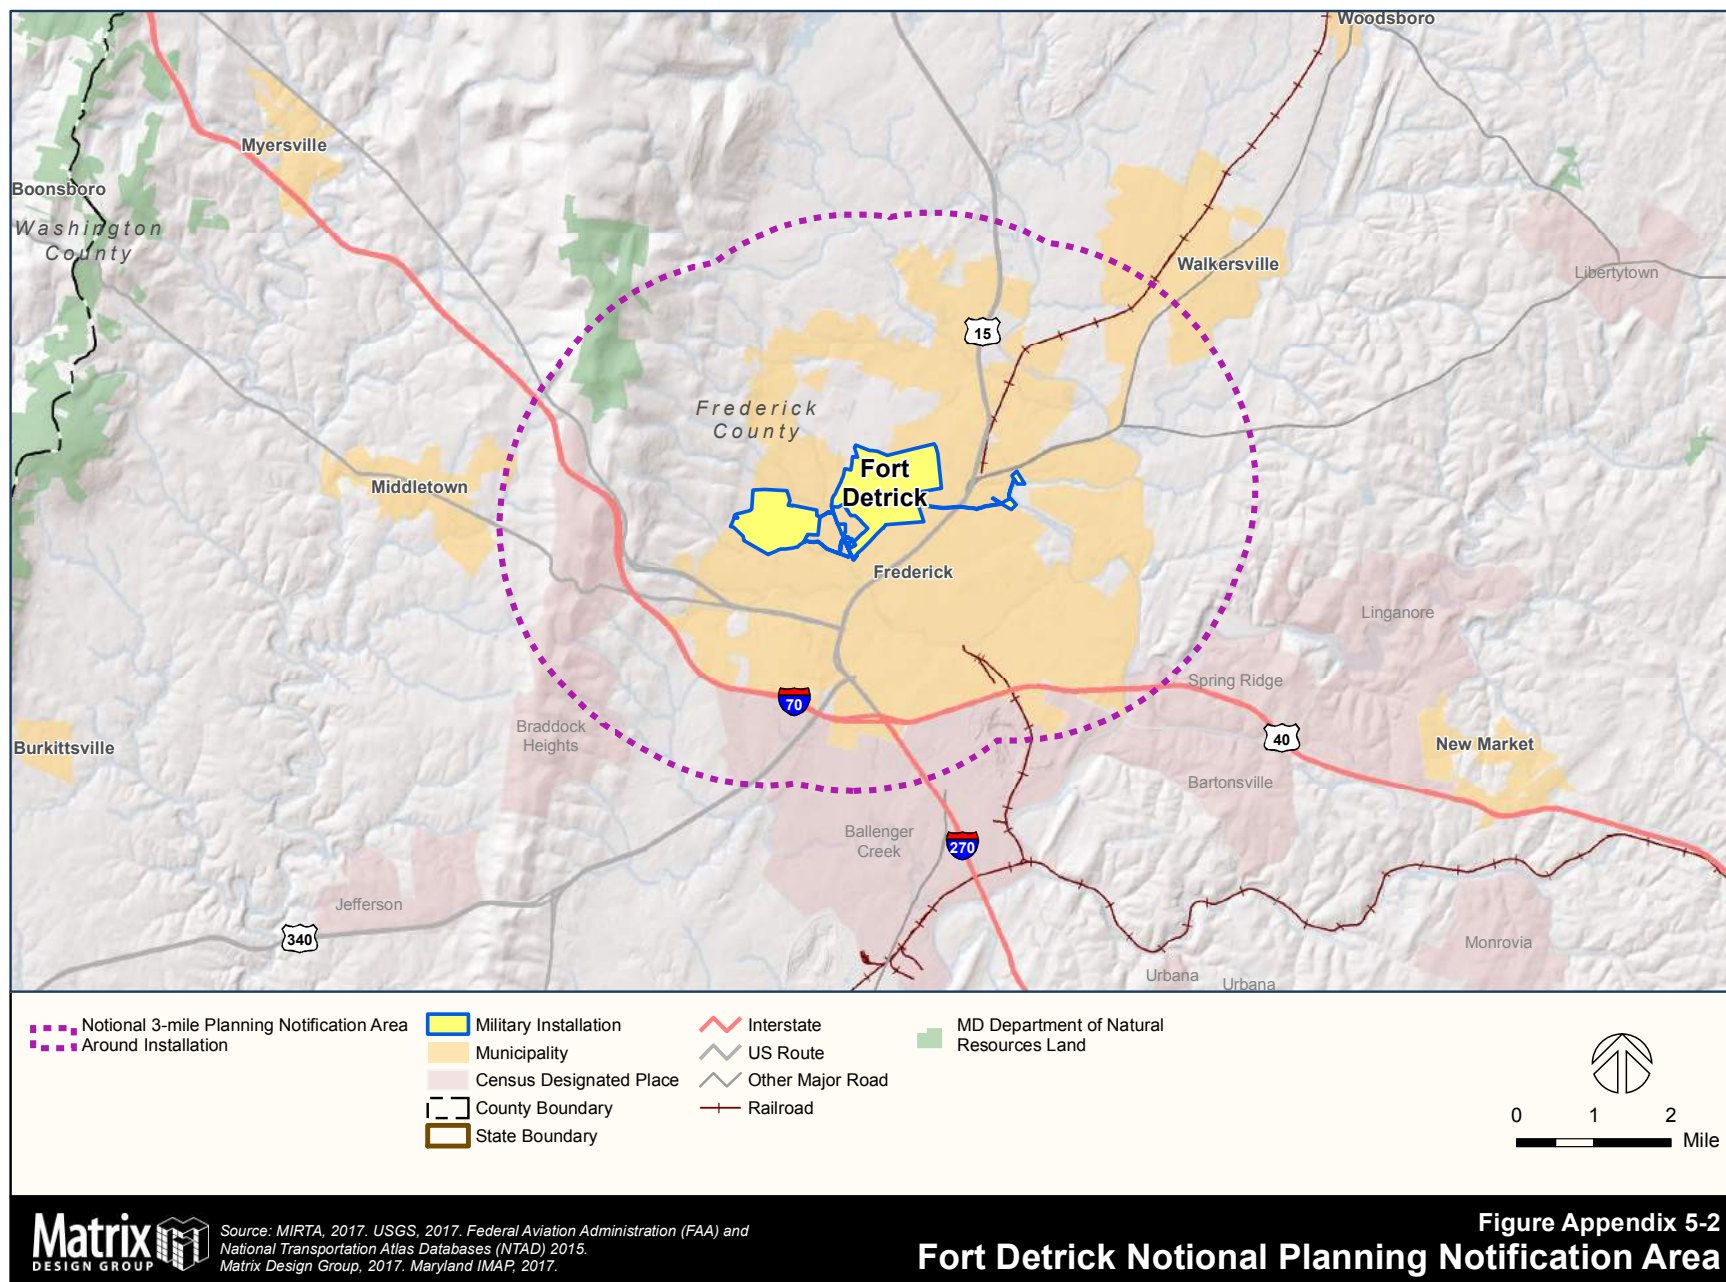 Woodsboro
Myersville
Boonsboro
Washington
County
Walkersville
Libertytown
15
Frederick
County
Fort
Detrick
Middletown
Frederick
Linganore
Spring Ridge
70
Braddock
Heights
40
Burkittsville
New Market
Bartonsville
Ballenger
Creek
270
Jefferson
340
Monrovia
Urbana
Urbana
Notional 3-mile Planning Notification Area
Around Installation
Military Installation
Municipality
Census Designated Place
County Boundary
State Boundary
Interstate
US Route
Other Major Road
Railroad
MD Department of Natural
Resources Land
0 1 2
Mile
Matrix
DESIGN GROUP
Source: MIRTA, 2017. USGS, 2017. Federal Aviation Administration (FAA) and
National Transportation Atlas Databases (NTAD) 2015.
Matrix Design Group, 2017. Maryland IMAP, 2017.
Figure Appendix 5-2
Fort Detrick Notional Planning Notification Area